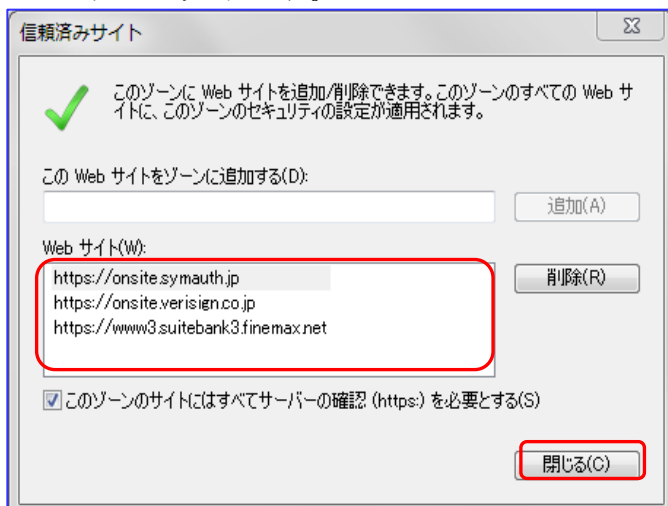 信頼済みサイト
このゾーンに Web サイトを追加/削除できます。このゾーンのすべての Web サ
イトに、このゾーンのセキュリティの設定が適用されます。
この Web サイトをゾーンに追加する(D):
追加(A)
Web サイト(W):
https://onsite.symauth.jp
削除(R)
https://onsite.verisign.co.jp
https://www3.suitebank3.finemax.net
このゾーンのサイトにはすべてサーバーの確認 (https:) を必要とする(S)
閉じる(C)